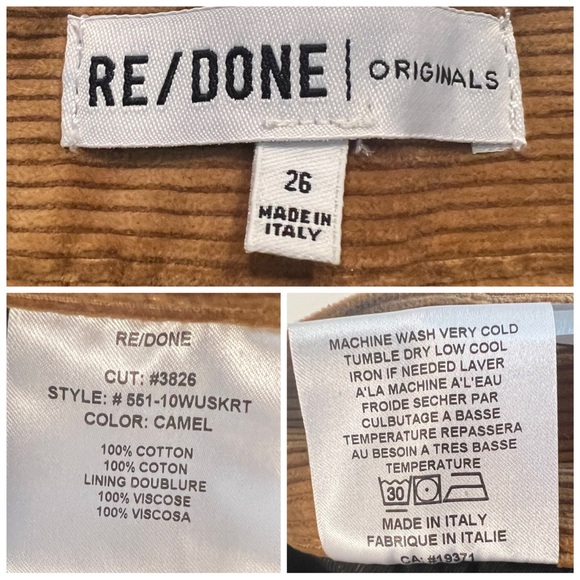 RE/DONE | ORIGINALS
26
MADE IN
ITALY
RE/DONE
CUT: #3826
STYLE: # 551-10WUSKRT
COLOR: CAMEL
100% COTTON
100% COTON
LINING DOUBLURE
100% VISCOSE
100% VISCOSA
MACHINE WASH VERY COLD
TUMBLE DRY LOW COOL
IRON IF NEEDED LAVER
A'LA MACHINE A'L'EAU
FROIDE SECHER PAR
CULBUTAGE A BASSE
TEMPERATURE REPASSERA
AU BESOIN A TRES BASSE
TEMPERATURE
30
MADE IN ITALY
FABRIQUE IN ITALIE
CA: #19371